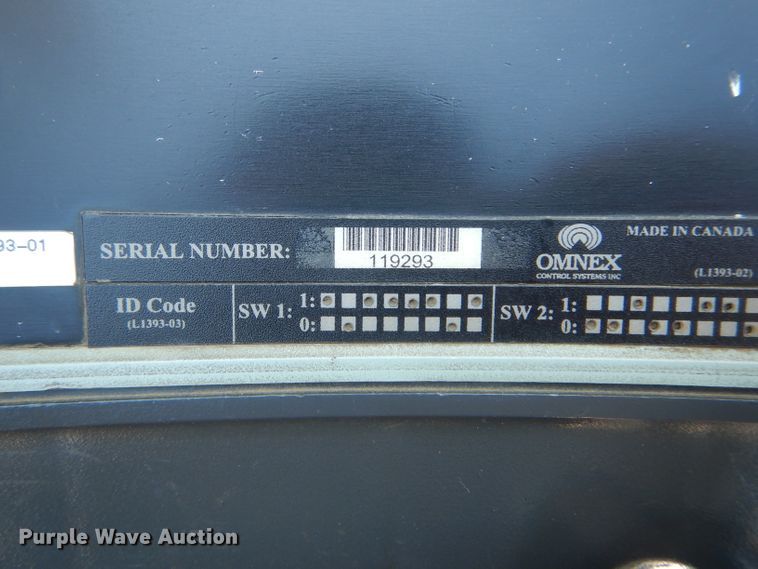 93-01
SERIAL NUMBER:
119293
OMNEX
CONTROL SYSTEMS INC
MADE IN CANADA
(L1393-02)
ID Code
(L1393-03)
SW 1: 1:
0:
SW 2: 1:
0:
Purple Wave Auction